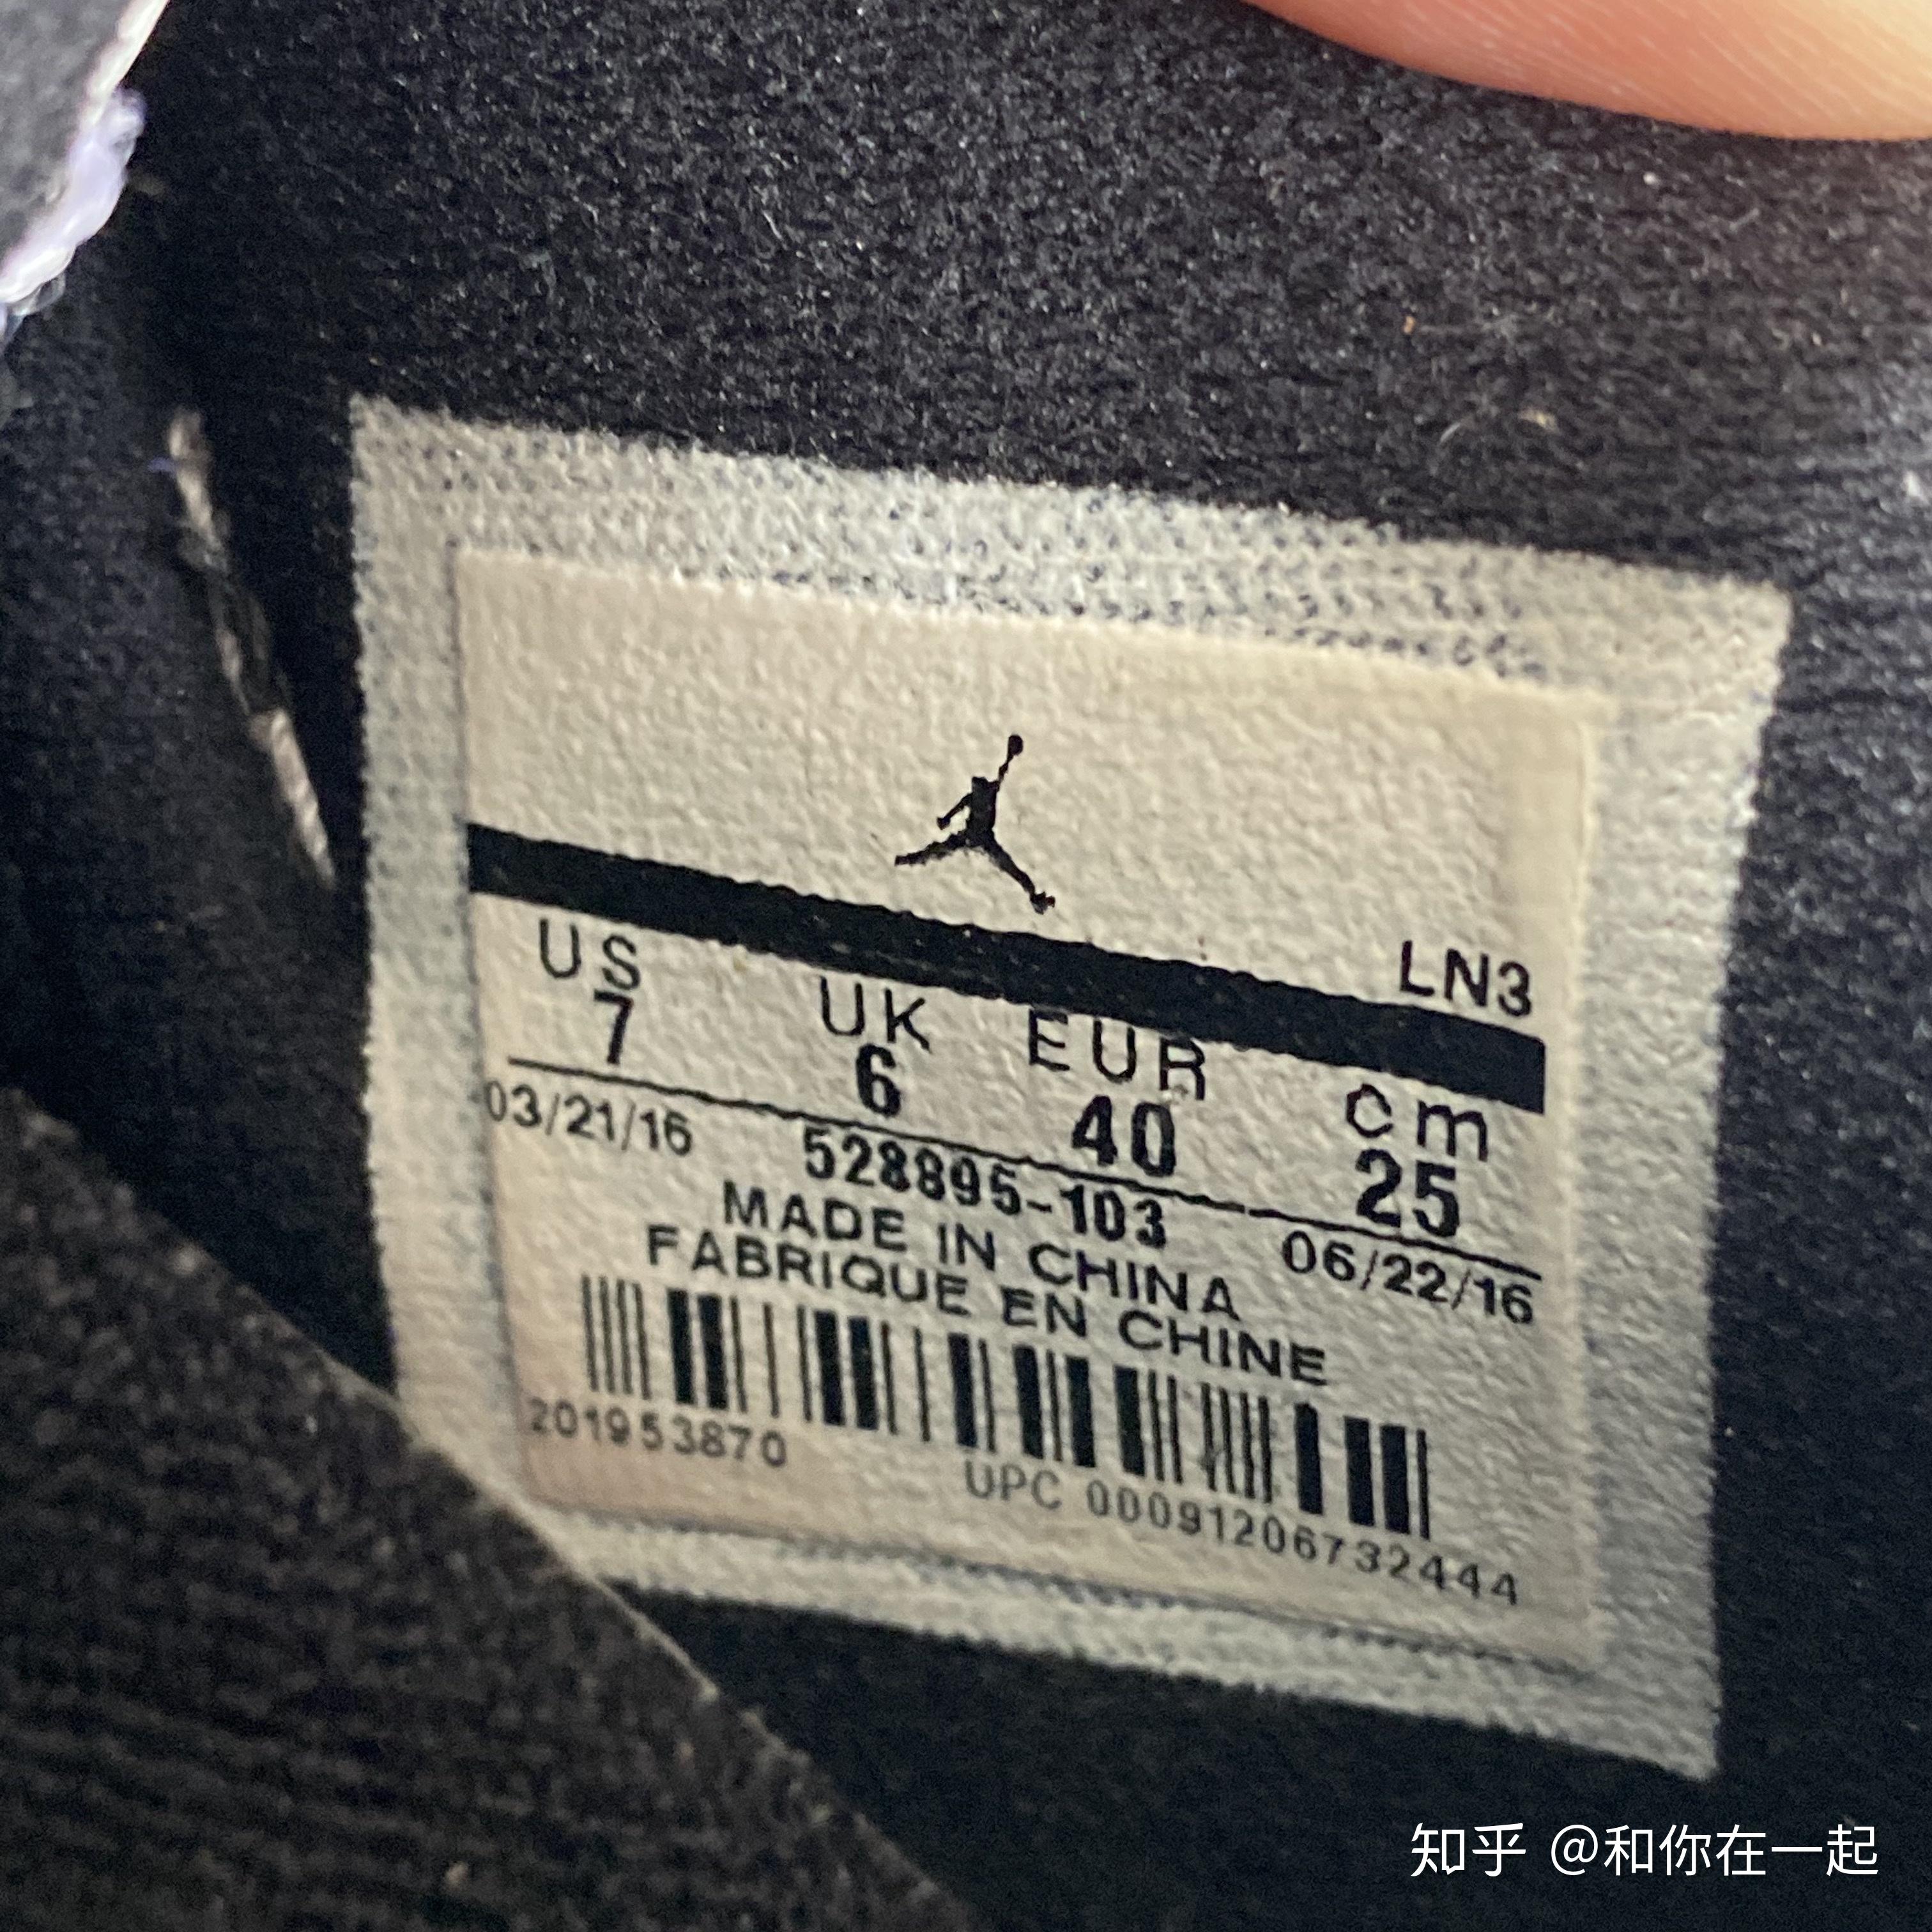 LN3
US UK EUR cm
7 6 40 25
03/21/16 528895-103 06/22/16
MADE IN CHINA
FABRIQUE EN CHINE
201953870 UPC 00091206732444
知乎 @和你在一起